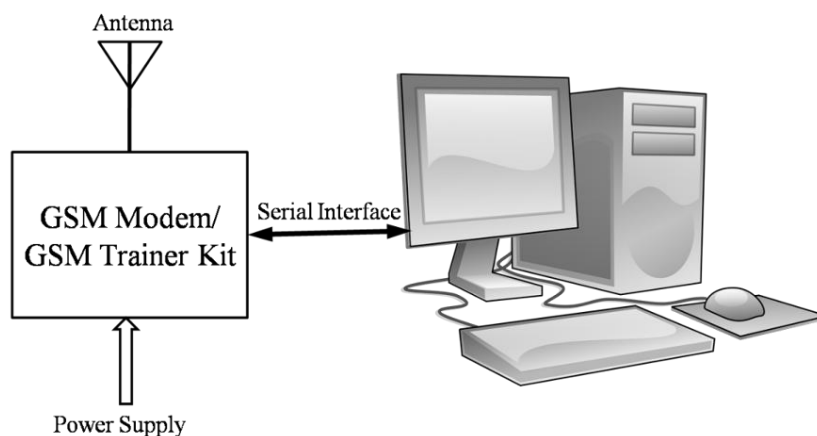 Antenna
GSM Modem/
GSM Trainer Kit
Serial Interface
Power Supply